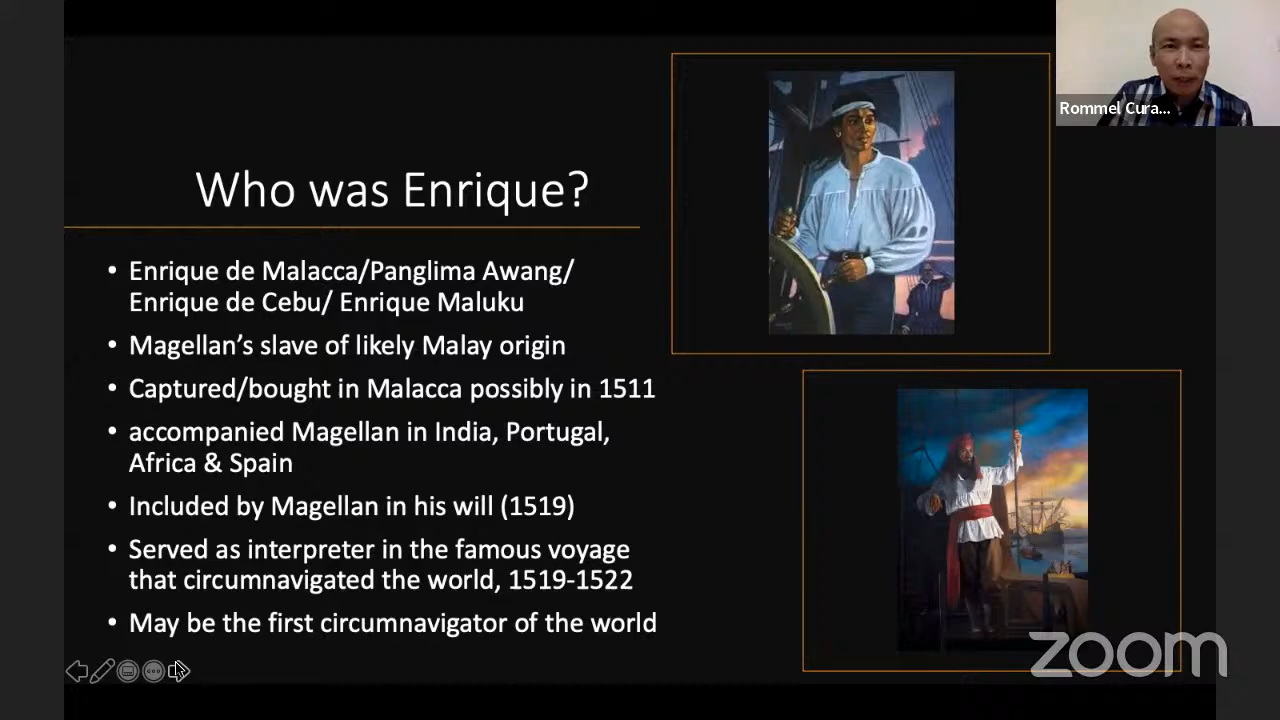 Who was Enrique?
• Enrique de Malacca/Panglima Awang/
Enrique de Cebu/ Enrique Maluku
• Magellan’s slave of likely Malay origin
• Captured/bought in Malacca possibly in 1511
• accompanied Magellan in India, Portugal,
Africa & Spain
• Included by Magellan in his will (1519)
• Served as interpreter in the famous voyage
that circumnavigated the world, 1519-1522
• May be the first circumnavigator of the world
Rommel Cura...
zoom